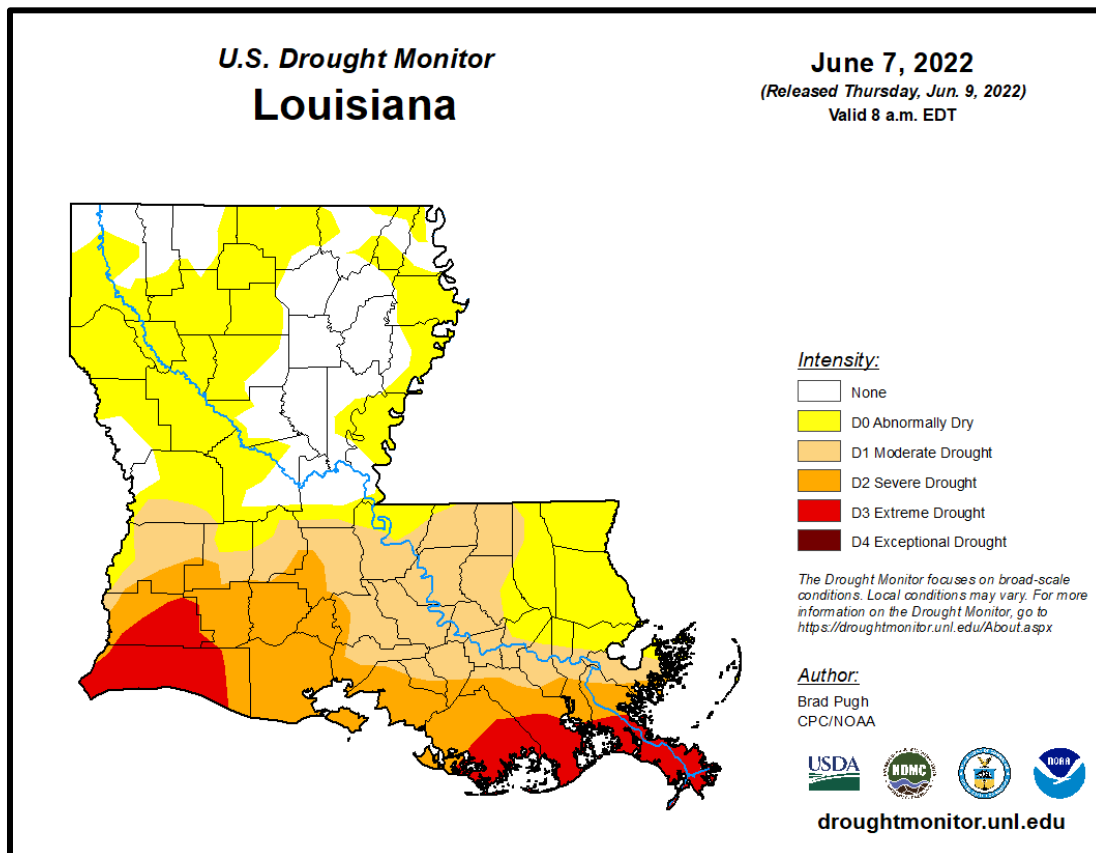 U.S. Drought Monitor
Louisiana
June 7, 2022
(Released Thursday, Jun. 9, 2022)
Valid 8 a.m. EDT
Intensity:
None
D0 Abnormally Dry
D1 Moderate Drought
D2 Severe Drought
D3 Extreme Drought
D4 Exceptional Drought
The Drought Monitor focuses on broad-scale
conditions. Local conditions may vary. For more
information on the Drought Monitor, go to
https://droughtmonitor.unl.edu/About.aspx
Author:
Brad Pugh
CPC/NOAA
USDA
NDMC
NOAA
droughtmonitor.unl.edu